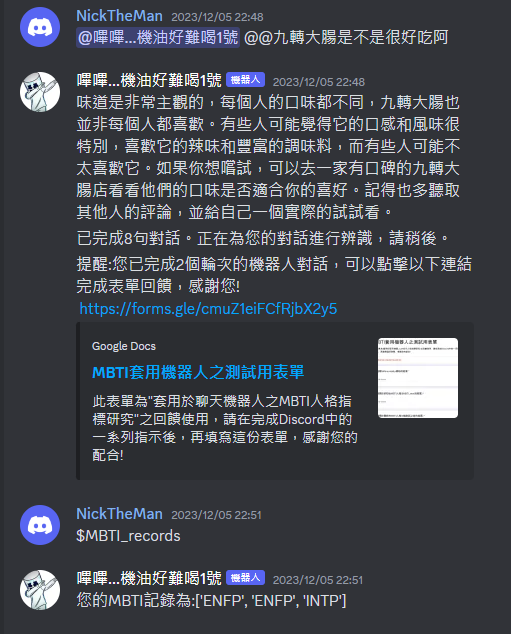 NickTheMan 2023/12/05 22:48
@嗶嗶...機油好難喝1號 @@九轉大腸是不是很好吃阿
嗶嗶...機油好難喝1號 機器人 2023/12/05 22:48
味道是非常主觀的，每個人的口味都不同，九轉大腸也
並非每個人都喜歡。有些人可能覺得它的口感和風味很
特別，喜歡它的辣味和豐富的調味料，而有些人可能不
太喜歡它。如果你想嚐試，可以去一家有口碑的九轉大
腸店看看他們的口味是否適合你的喜好。記得也多聽取
其他人的評論，並給自己一個實際的試試看。
已完成8句對話。正在為您的對話進行辨識，請稍後。
提醒:您已完成2個輪次的機器人對話，可以點擊以下連結
完成表單回饋，感謝您!
https://forms.gle/cmuZ1eiFCfRjbX2y5
Google Docs
MBTI套用機器人之測試用表單
此表單為"套用於聊天機器人之MBTI人格指
標研究"之回饋使用，請在完成Discord中的
一系列指示後，再填寫這份表單，感謝您的
配合!
NickTheMan 2023/12/05 22:51
$MBTI_records
嗶嗶...機油好難喝1號 機器人 2023/12/05 22:51
您的MBTI記錄為:['ENFP', 'ENFP', 'INTP']